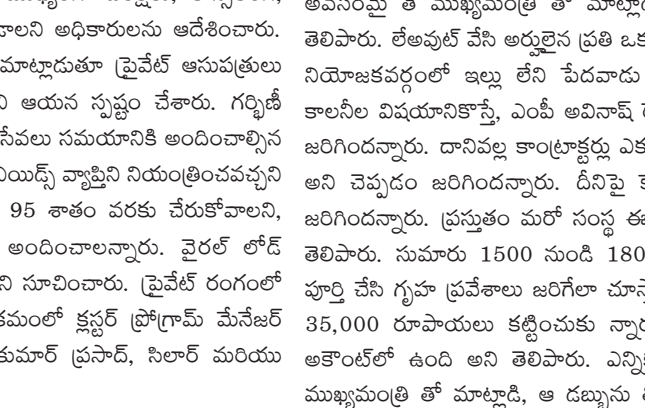 డాలని అధికారులను ఆదేశించారు.
మాట్లాడుతూ ప్రైవేట్ ఆసుపత్రులు
ని ఆయన స్పష్టం చేశారు. గర్భిణీ
సేవలు సమయానికి అందించాల్సిన
యిడ్స్ వ్యాప్తిని నియంత్రించవచ్చని
95 శాతం వరకు చేరుకోవాలని,
అందించాలన్నారు. వైరల్ లోడ్
ని సూచించారు. ప్రైవేట్ రంగంలో
కమంలో క్లస్టర్ ప్రోగ్రామ్ మేనేజర్
కుమార్ ప్రసాద్, సిలార్ మరియు
అవసరమై తే ముఖ్యమంత్రి తో
తెలిపారు. లేఅవుట్ వేసి అర్హులైన ప్రతి ఒక
నియోజకవర్గంలో ఇల్లు లేని పేదవాడు
కాలనీల విషయానికొస్తే, ఎంపీ అవినాష్
జరిగిందన్నారు. దానివల్ల కాంట్రాక్టర్లు ఎక
అని చెప్పడం జరిగిందన్నారు. దీనిపై
జరిగిందన్నారు. ప్రస్తుతం మరో సంస్థ ఈ
తెలిపారు. సుమారు 1500 నుండి 180
పూర్తి చేసి గృహ ప్రవేశాలు జరిగేలా చూస్
35,000 రూపాయలు కట్టించుకు న్నార
అకౌంట్‌లో ఉంది అని తెలిపారు. ఎన్ని
ముఖ్యమంత్రి తో మాట్లాడి, ఆ డబ్బును